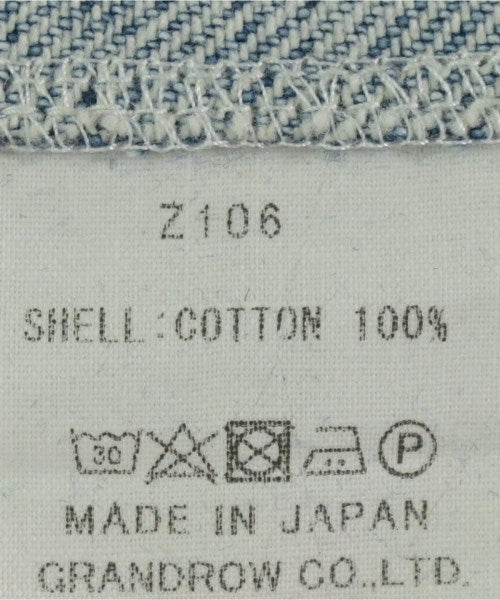 Z106
SHELL:COTTON 100%
30 P
MADE IN JAPAN
GRANDROW CO.,LTD.